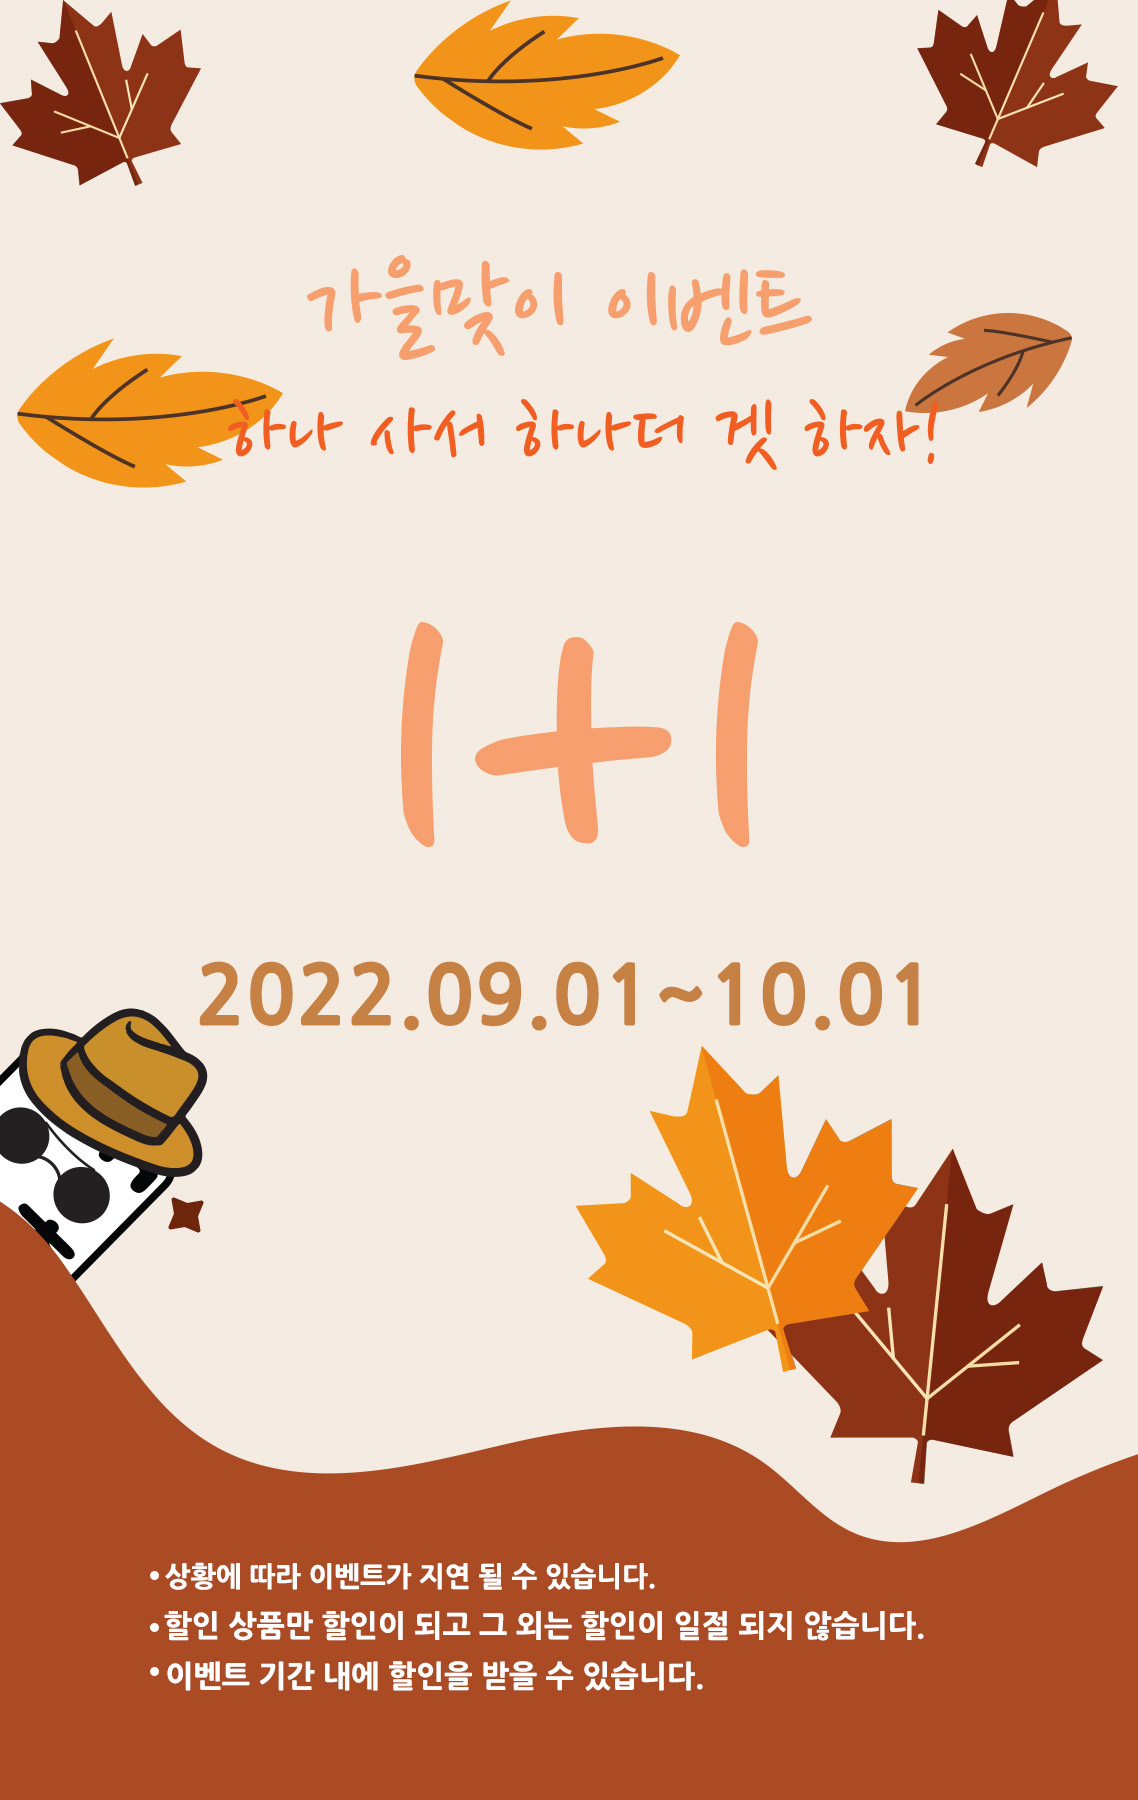 가을맞이 이벤트
하나 사서 하나더 겟 하자!
1+1
2022.09.01~10.01
• 상황에 따라 이벤트가 지연 될 수 있습니다.
• 할인 상품만 할인이 되고 그 외는 할인이 일절 되지 않습니다.
• 이벤트 기간 내에 할인을 받을 수 있습니다.